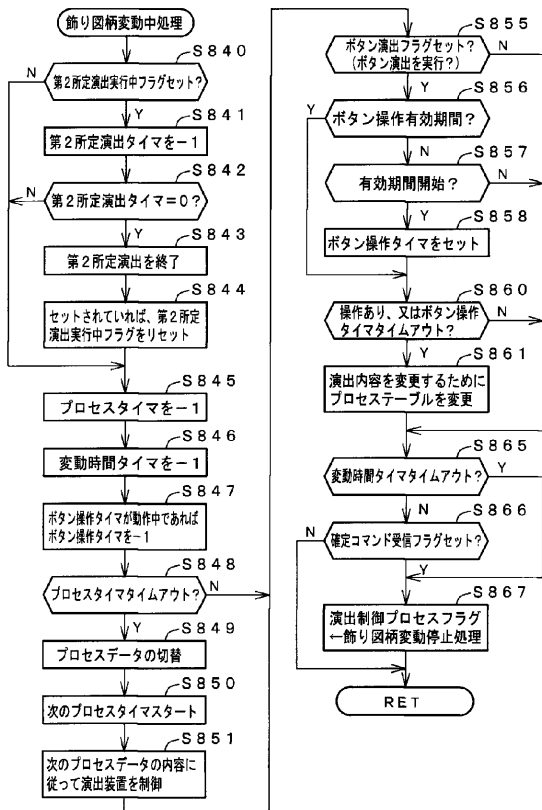 飾り図柄変動中処理
S840
N
第2所定演出実行中フラグセット?
Y
S841
第2所定演出タイマを−1
S842
N
第2所定演出タイマ=0?
Y
S843
第2所定演出を終了
S844
セットされていれば、第2所定
演出実行中フラグをリセット
S845
プロセスタイマを−1
S846
変動時間タイマを−1
S847
ボタン操作タイマが動作中であれば
ボタン操作タイマを−1
S848
プロセスタイマタイムアウト?
N
Y
S849
プロセスデータの切替
S850
次のプロセスタイマスタート
S851
次のプロセスデータの内容に
従って演出装置を制御
S855
ボタン演出フラグセット?
(ボタン演出を実行?)
N
Y
S856
Y
ボタン操作有効期間?
N
S857
有効期間開始?
N
Y
S858
ボタン操作タイマをセット
S860
操作あり、又はボタン操作
タイマタイムアウト?
N
Y
S861
演出内容を変更するために
プロセステーブルを変更
S865
変動時間タイマタイムアウト?
Y
N
S866
N
確定コマンド受信フラグセット?
Y
S867
演出制御プロセスフラグ
←飾り図柄変動停止処理
RET